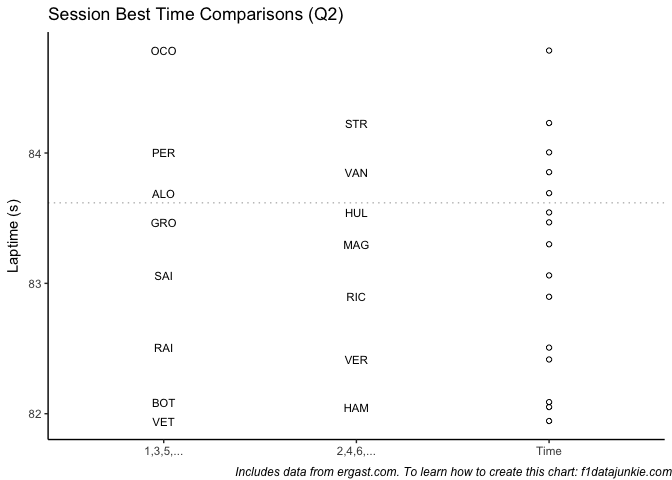 Session Best Time Comparisons (Q2)
OCO
STR
84
PER
VAN
ALO
HUL
GRO
MAG
Laptime (s)
83
SAI
RIC
RAI
VER
BOT
HAM
82
VET
1,3,5,...
2,4,6,...
Time
Includes data from ergast.com. To learn how to create this chart: f1datajunkie.com